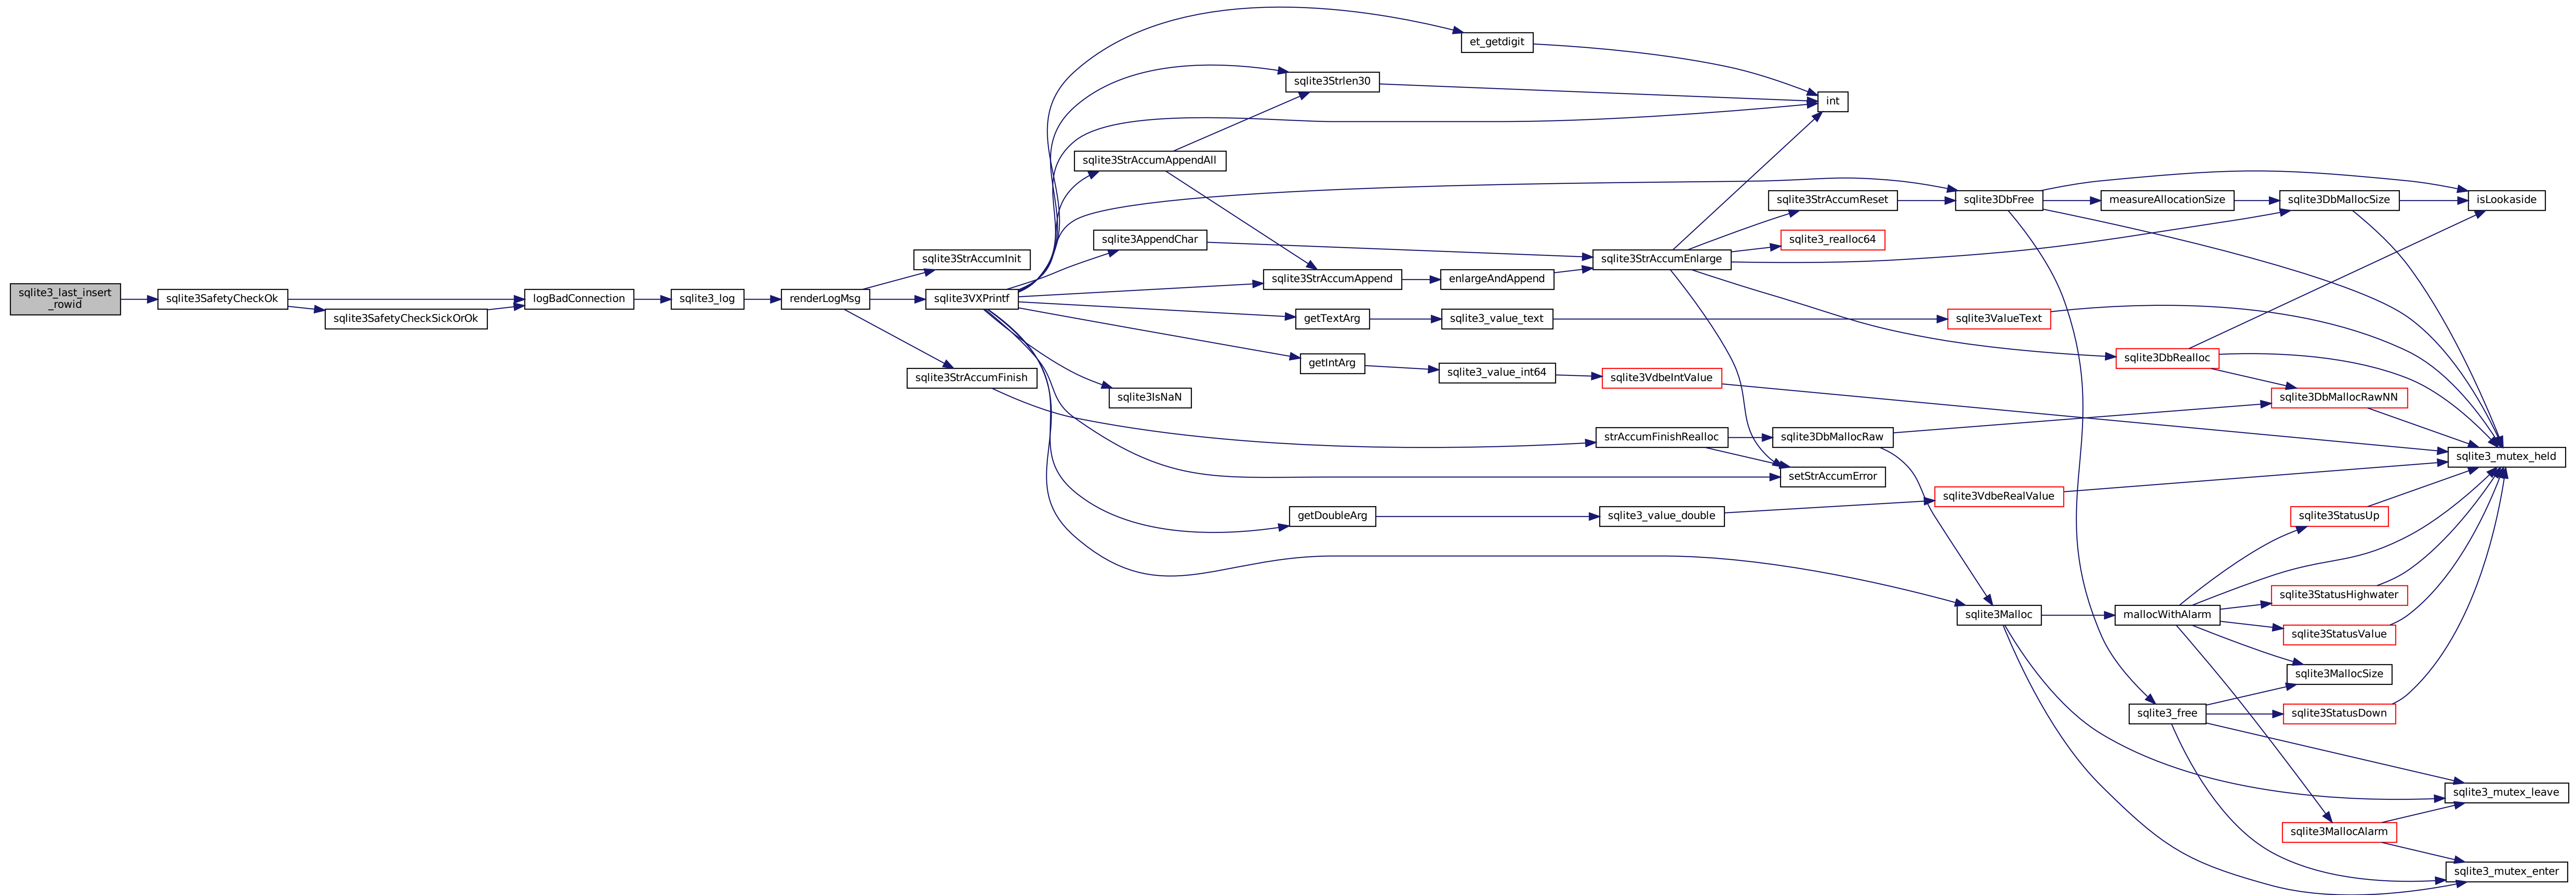 sqlite3_last_insert
_rowid
sqlite3SafetyCheckOk
sqlite3SafetyCheckSickOrOk
logBadConnection
sqlite3_log
renderLogMsg
sqlite3StrAccumInit
sqlite3VXPrintf
sqlite3StrAccumFinish
sqlite3StrAccumAppendAll
sqlite3AppendChar
sqlite3IsNaN
et_getdigit
sqlite3Strlen30
sqlite3StrAccumAppend
getTextArg
getIntArg
getDoubleArg
enlargeAndAppend
sqlite3_value_text
sqlite3_value_int64
sqlite3StrAccumEnlarge
sqlite3VdbeIntValue
strAccumFinishRealloc
sqlite3_value_double
int
sqlite3StrAccumReset
sqlite3_realloc64
sqlite3DbMallocRaw
setStrAccumError
sqlite3DbFree
sqlite3ValueText
sqlite3VdbeRealValue
sqlite3Malloc
measureAllocationSize
sqlite3DbRealloc
mallocWithAlarm
sqlite3_free
sqlite3DbMallocSize
sqlite3DbMallocRawNN
sqlite3StatusUp
sqlite3StatusHighwater
sqlite3StatusValue
sqlite3MallocSize
sqlite3StatusDown
sqlite3MallocAlarm
isLookaside
sqlite3_mutex_held
sqlite3_mutex_leave
sqlite3_mutex_enter